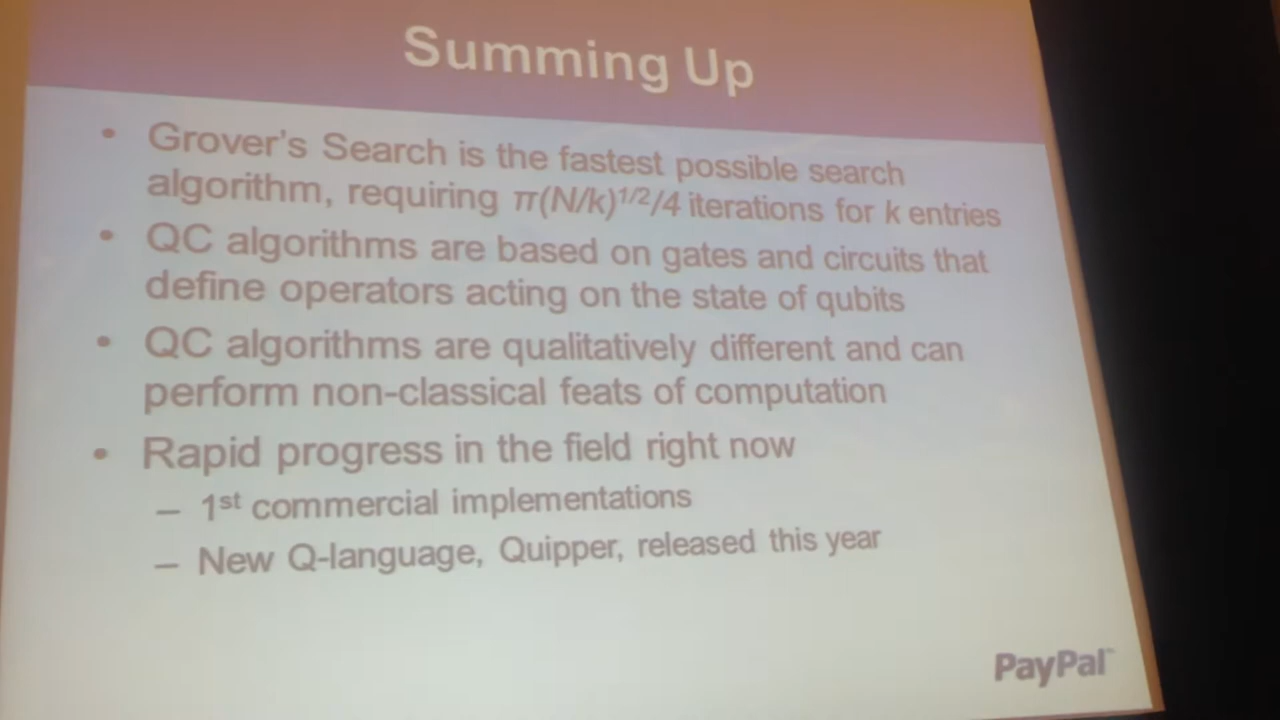 Summing Up
• Grover's Search is the fastest possible search
algorithm, requiring π(N/k)¹/²/4 iterations for k entries
• QC algorithms are based on gates and circuits that
define operators acting on the state of qubits
• QC algorithms are qualitatively different and can
perform non-classical feats of computation
• Rapid progress in the field right now
– 1st commercial implementations
– New Q-language, Quipper, released this year
PayPal™